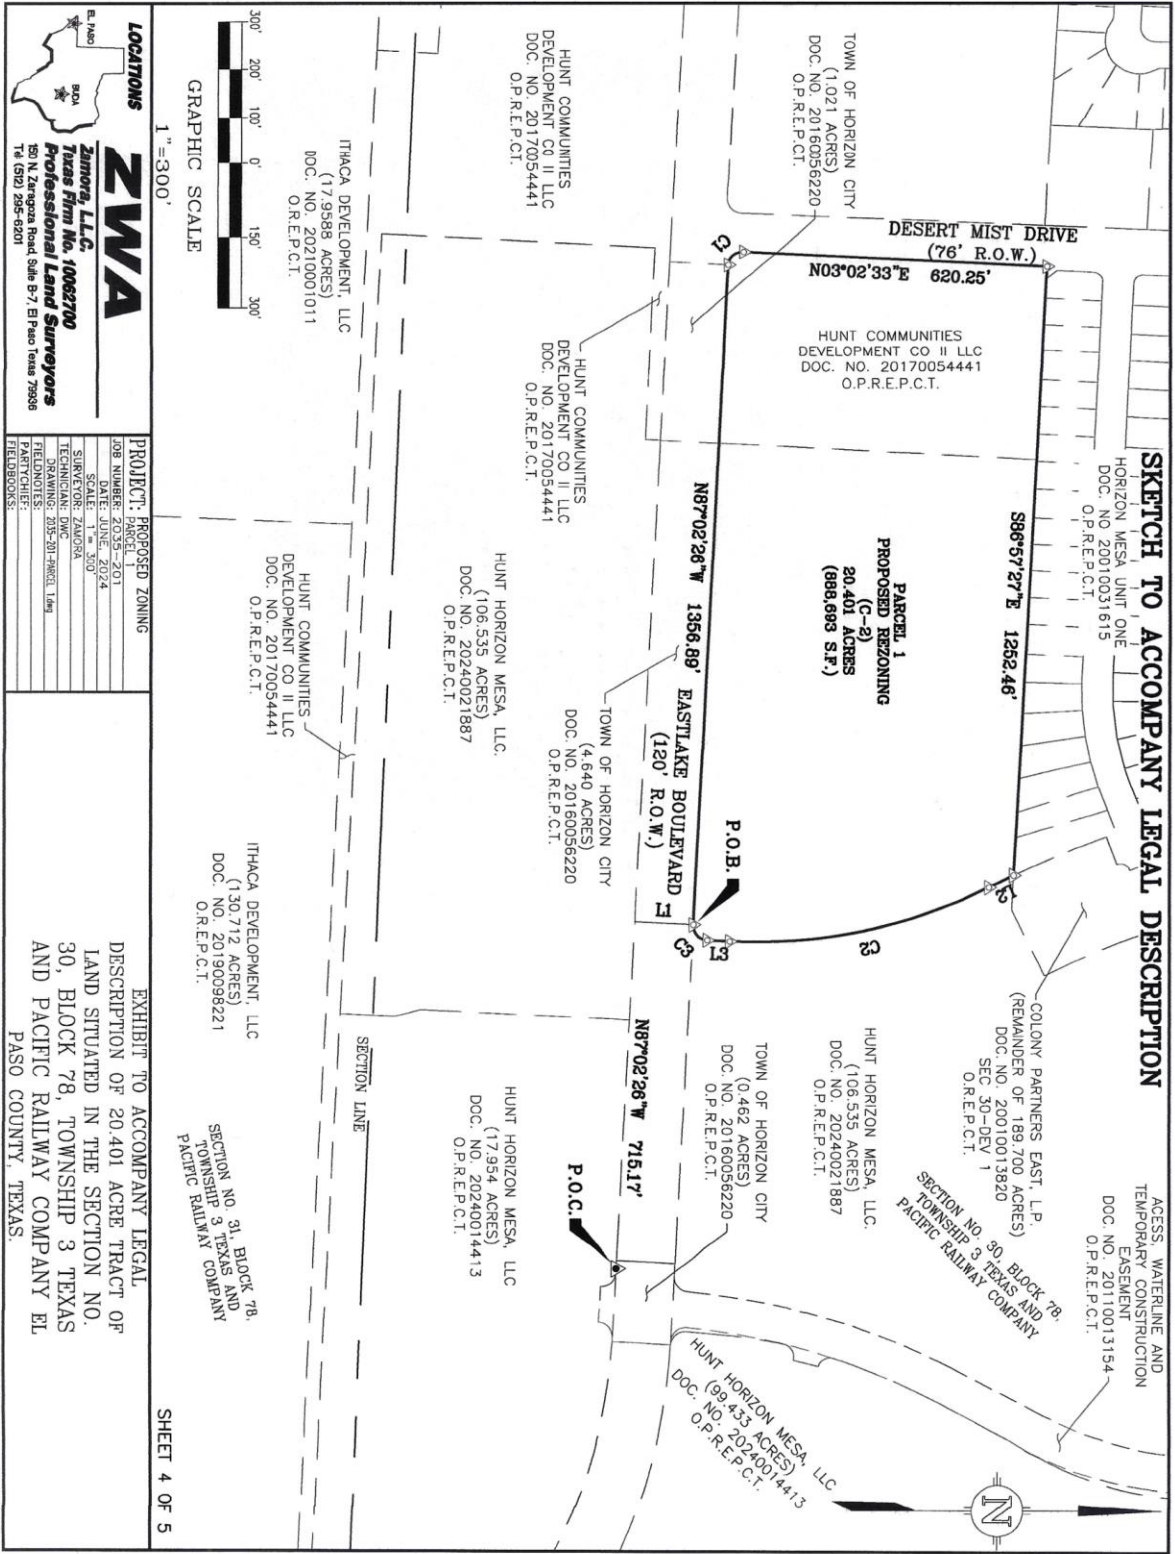 SKETCH TO ACCOMPANY LEGAL DESCRIPTION
HORIZON MESA UNIT ONE
DOC. NO 20010031615
O.P.R.E.P.C.T.
ACESS, WATERLINE AND
TEMPORARY CONSTRUCTION
EASEMENT
DOC. NO. 20110013154
O.P.R.E.P.C.T.
TOWN OF HORIZON CITY
(1.021 ACRES)
DOC. NO. 20160056220
O.P.R.E.P.C.T.
DESERT MIST DRIVE
(76' R.O.W.)
N03°02'33"E 620.25'
HUNT COMMUNITIES
DEVELOPMENT CO II LLC
DOC. NO. 20170054441
O.P.R.E.P.C.T.
S86°57'27"E 1252.46'
PARCEL 1
PROPOSED REZONING
(C-2)
20.401 ACRES
(888,693 S.F.)
L2
C2
COLONY PARTNERS EAST, L.P.
(REMAINDER OF 189.700 ACRES)
DOC. NO. 20010013820
SEC 30-DEV 1
O.R.E.P.C.T.
SECTION NO. 30, BLOCK 78,
TOWNSHIP 3 TEXAS AND
PACIFIC RAILWAY COMPANY
HUNT HORIZON MESA, LLC.
(106.535 ACRES)
DOC. NO. 20240021887
O.P.R.E.P.C.T.
TOWN OF HORIZON CITY
(0.462 ACRES)
DOC. NO. 20160056220
O.P.R.E.P.C.T.
HUNT HORIZON MESA, LLC
(99.433 ACRES)
DOC. NO. 20240014413
O.P.R.E.P.C.T.
N
C1
N87°02'26"W 1356.89'
EASTLAKE BOULEVARD
(120' R.O.W.)
P.O.B.
L1
C3
L3
N87°02'26"W 715.17'
P.O.C.
HUNT COMMUNITIES
DEVELOPMENT CO II LLC
DOC. NO. 20170054441
O.P.R.E.P.C.T.
HUNT COMMUNITIES
DEVELOPMENT CO II LLC
DOC. NO. 20170054441
O.P.R.E.P.C.T.
TOWN OF HORIZON CITY
(4.640 ACRES)
DOC. NO. 20160056220
O.P.R.E.P.C.T.
HUNT HORIZON MESA, LLC.
(106.535 ACRES)
DOC. NO. 20240021887
O.P.R.E.P.C.T.
HUNT HORIZON MESA, LLC
(17.954 ACRES)
DOC. NO. 20240014413
O.P.R.E.P.C.T.
ITHACA DEVELOPMENT, LLC
(17.9588 ACRES)
DOC. NO. 20210001011
O.R.E.P.C.T.
HUNT COMMUNITIES
DEVELOPMENT CO II LLC
DOC. NO. 20170054441
O.P.R.E.P.C.T.
SECTION LINE
ITHACA DEVELOPMENT, LLC
(130.712 ACRES)
DOC. NO. 20190098221
O.R.E.P.C.T.
SECTION NO. 31, BLOCK 78,
TOWNSHIP 3 TEXAS AND
PACIFIC RAILWAY COMPANY
300' 200' 100' 0' 150' 300'
GRAPHIC SCALE
1"=300'
SHEET 4 OF 5
LOCATIONS
EL PASO
BUDA
ZWA
Zamora, L.L.C.
Texas Firm No. 10062700
Professional Land Surveyors
150 N. Zaragoza Road, Suite B-7, El Paso Texas 79936
Tel (512) 295-6201
PROJECT: PROPOSED ZONING
PARCEL 1
JOB NUMBER: 2035-201
DATE: JUNE, 2024
SCALE: 1"= 300'
SURVEYOR: ZAMORA
TECHNICIAN: DWC
DRAWING: 2035-201-PARCEL 1.dwg
FIELDNOTES:
PARTYCHIEF:
FIELDBOOKS:
EXHIBIT TO ACCOMPANY LEGAL
DESCRIPTION OF 20.401 ACRE TRACT OF
LAND SITUATED IN THE SECTION NO.
30, BLOCK 78, TOWNSHIP 3 TEXAS
AND PACIFIC RAILWAY COMPANY EL
PASO COUNTY, TEXAS.